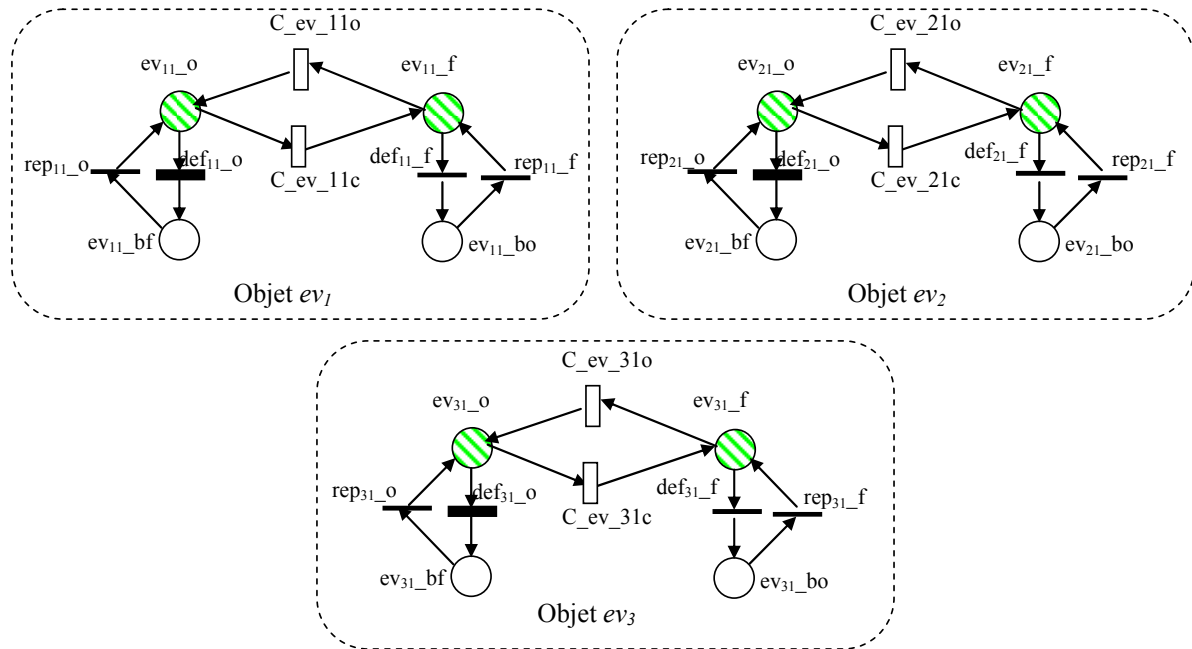 C_ev_11o
ev₁₁_o
ev₁₁_f
rep₁₁_o
def₁₁_o
def₁₁_f
rep₁₁_f
C_ev_11c
ev₁₁_bf
ev₁₁_bo
Objet ev₁
C_ev_21o
ev₂₁_o
ev₂₁_f
rep₂₁_o
def₂₁_o
def₂₁_f
rep₂₁_f
C_ev_21c
ev₂₁_bf
ev₂₁_bo
Objet ev₂
C_ev_31o
ev₃₁_o
ev₃₁_f
rep₃₁_o
def₃₁_o
def₃₁_f
rep₃₁_f
C_ev_31c
ev₃₁_bf
ev₃₁_bo
Objet ev₃